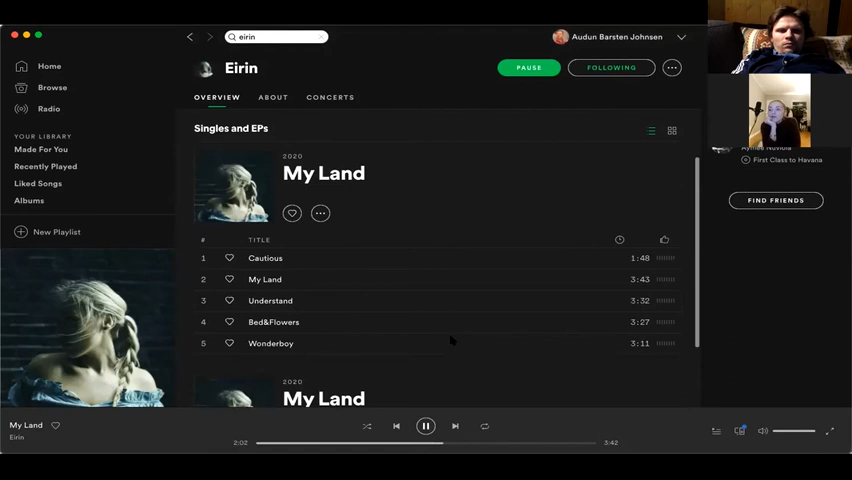 eirin
Audun Barsten Johnsen
Home
Browse
Radio
YOUR LIBRARY
Made For You
Recently Played
Liked Songs
Albums
New Playlist
Eirin
PAUSE
FOLLOWING
OVERVIEW
ABOUT
CONCERTS
Singles and EPs
2020
My Land
# TITLE
1 Cautious 1:48
2 My Land 3:43
3 Understand 3:32
4 Bed&Flowers 3:27
5 Wonderboy 3:11
2020
My Land
First Class to Havana
FIND FRIENDS
My Land
Eirin
2:02
3:42